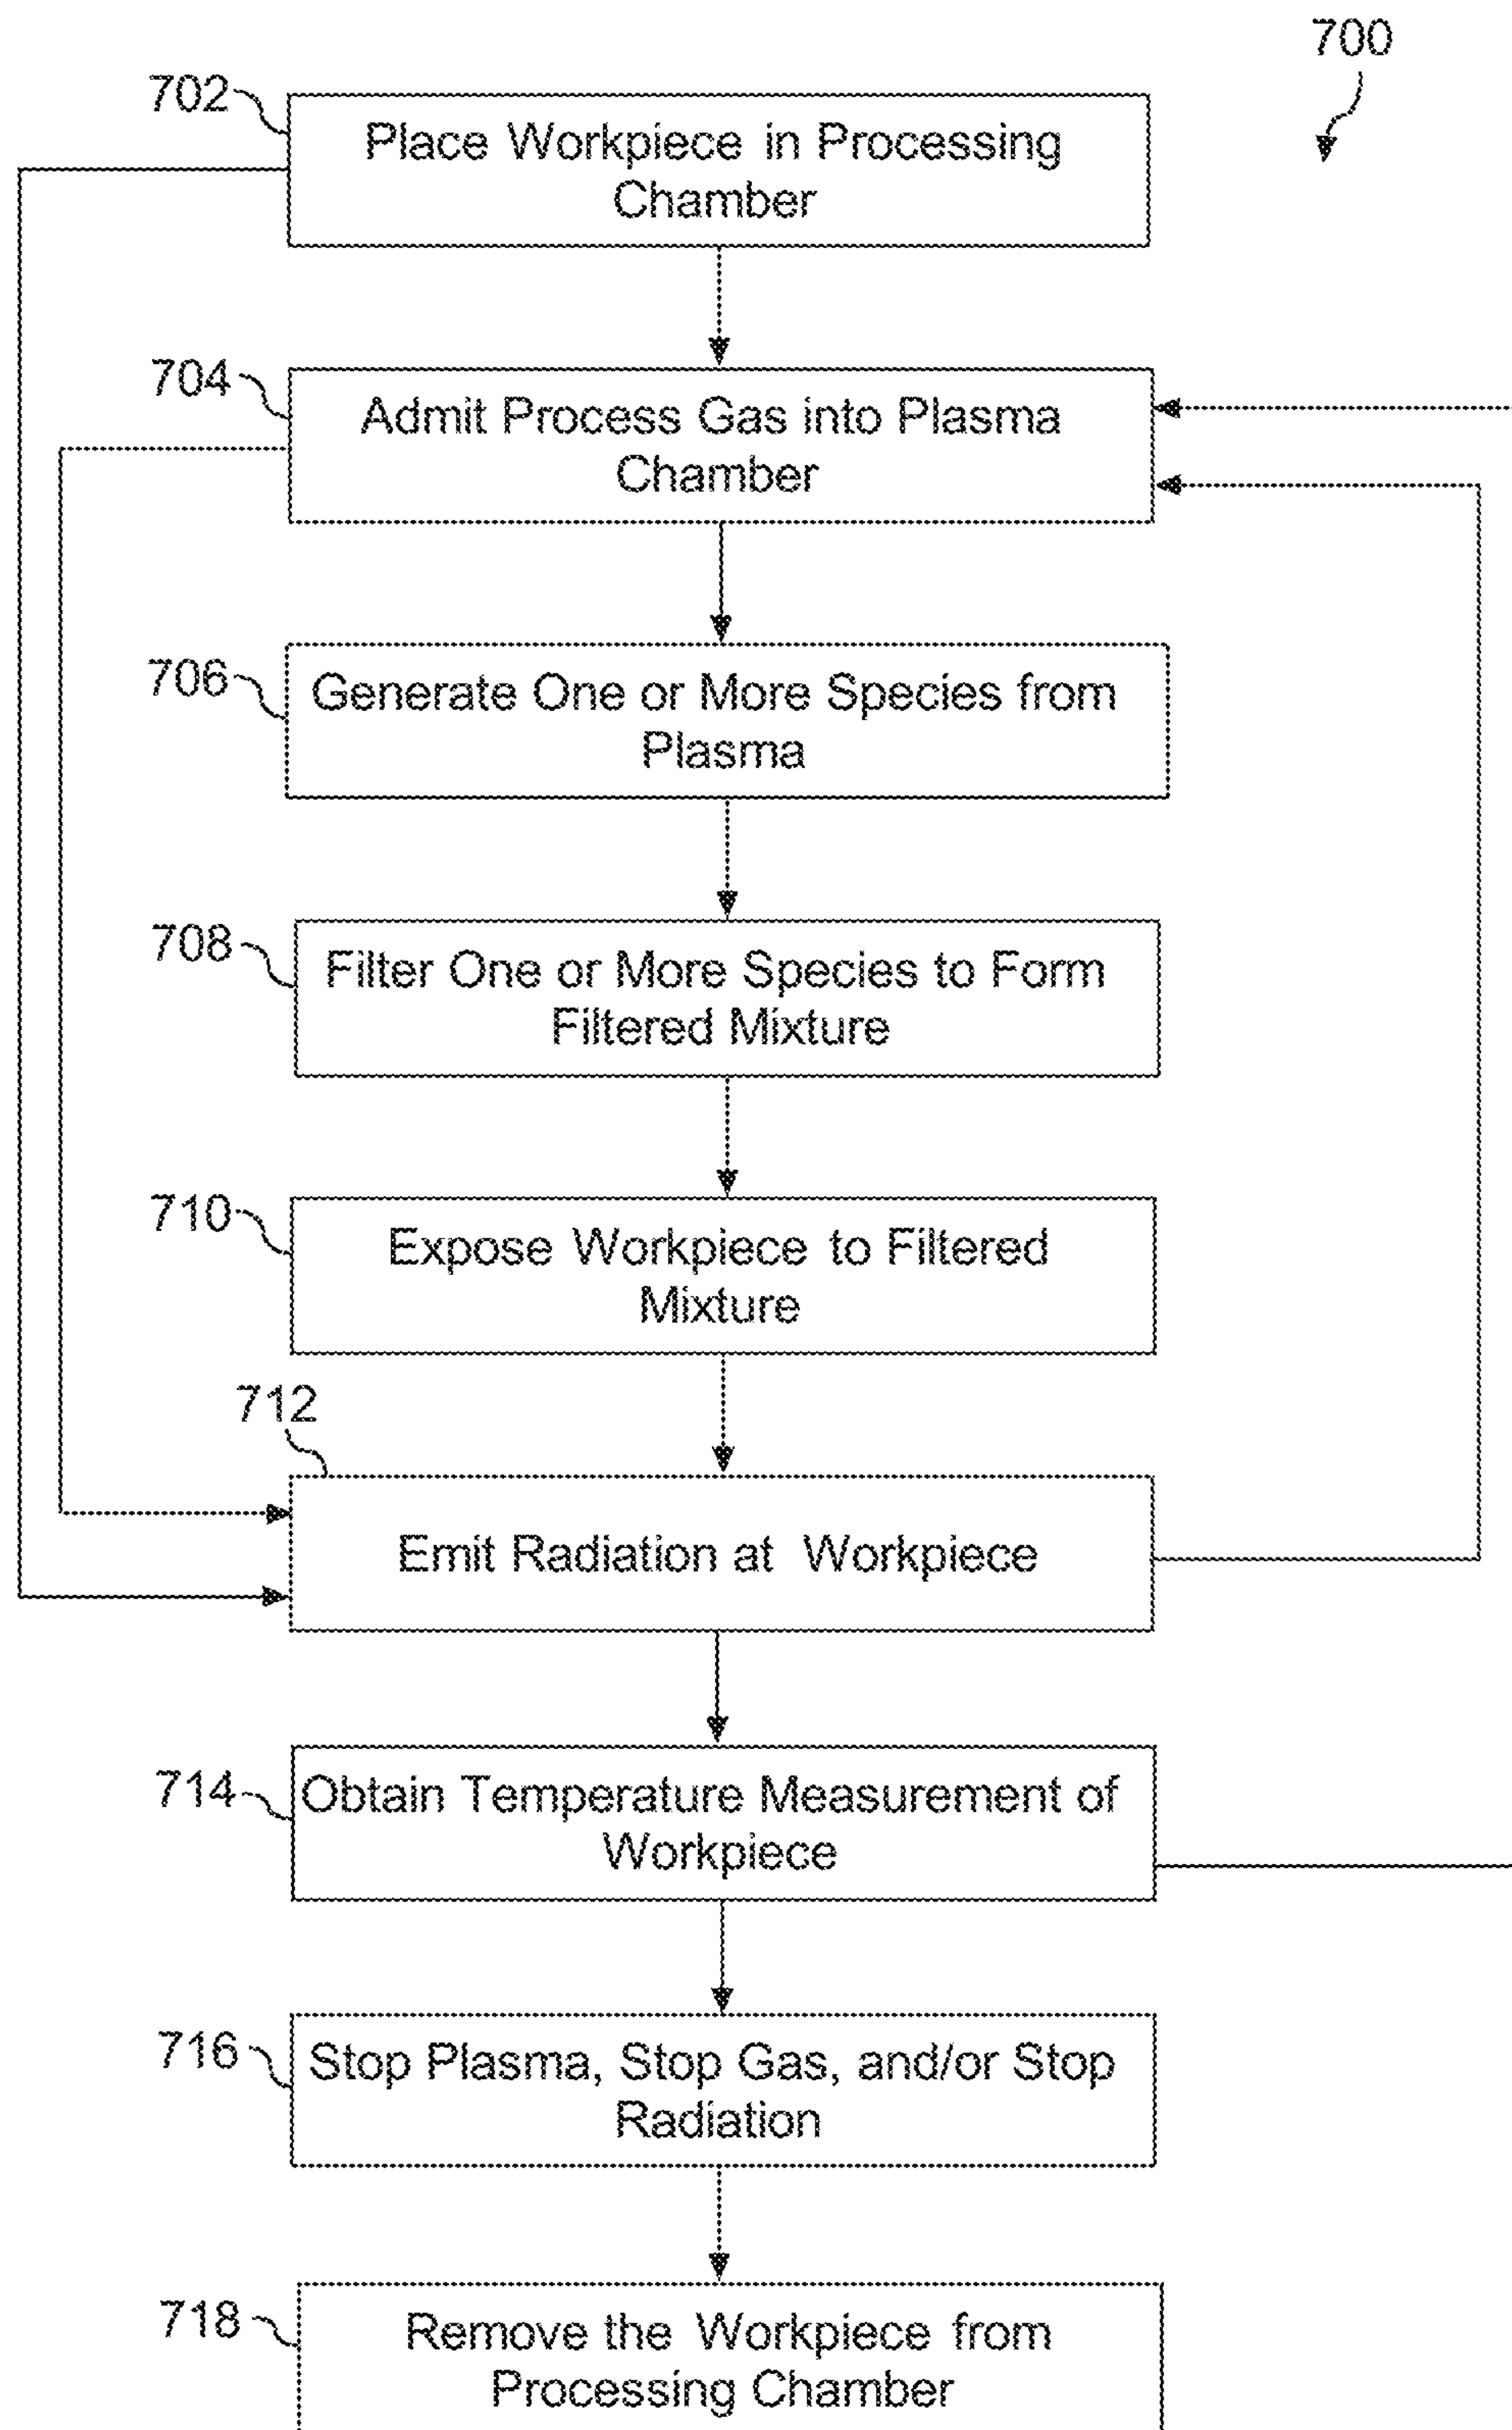 700
702
Place Workpiece in Processing
Chamber
704
Admit Process Gas into Plasma
Chamber
706
Generate One or More Species from
Plasma
708
Filter One or More Species to Form
Filtered Mixture
710
Expose Workpiece to Filtered
Mixture
712
Emit Radiation at Workpiece
714
Obtain Temperature Measurement of
Workpiece
716
Stop Plasma, Stop Gas, and/or Stop
Radiation
718
Remove the Workpiece from
Processing Chamber